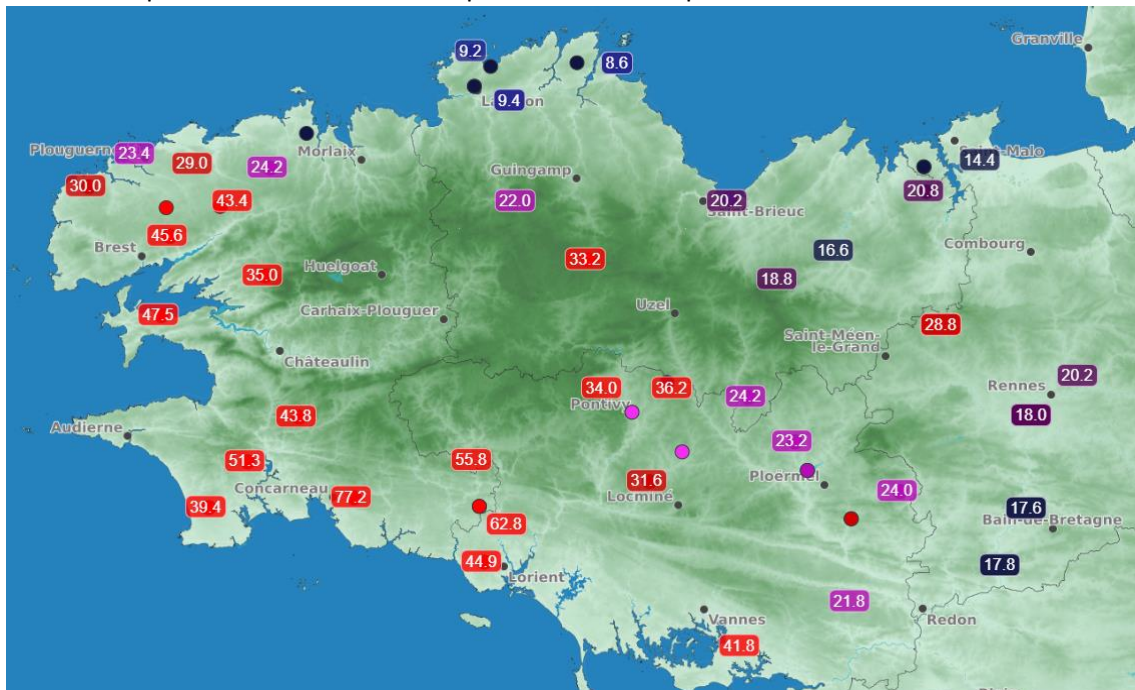 Granville
9.2
8.6
9.4
Plouguern
23.4
29.0
24.2
Morlaix
14.4
Guingamp
20.8
30.0
22.0
20.2
Saint-Brieuc
43.4
45.6
Brest
Combourg
16.6
33.2
35.0
Huelgoat
18.8
Uzel
Carhaix-Plouguer
47.5
28.8
Saint-Méen-
le-Grand
Châteaulin
20.2
Rennes
34.0
36.2
24.2
Pontivy
18.0
43.8
Audierne
23.2
51.3
55.8
Ploërmel
31.6
Concarneau
24.0
77.2
Locminé
39.4
17.6
Bain-de-Bretagne
62.8
44.9
17.8
Lorient
21.8
Vannes
Redon
41.8